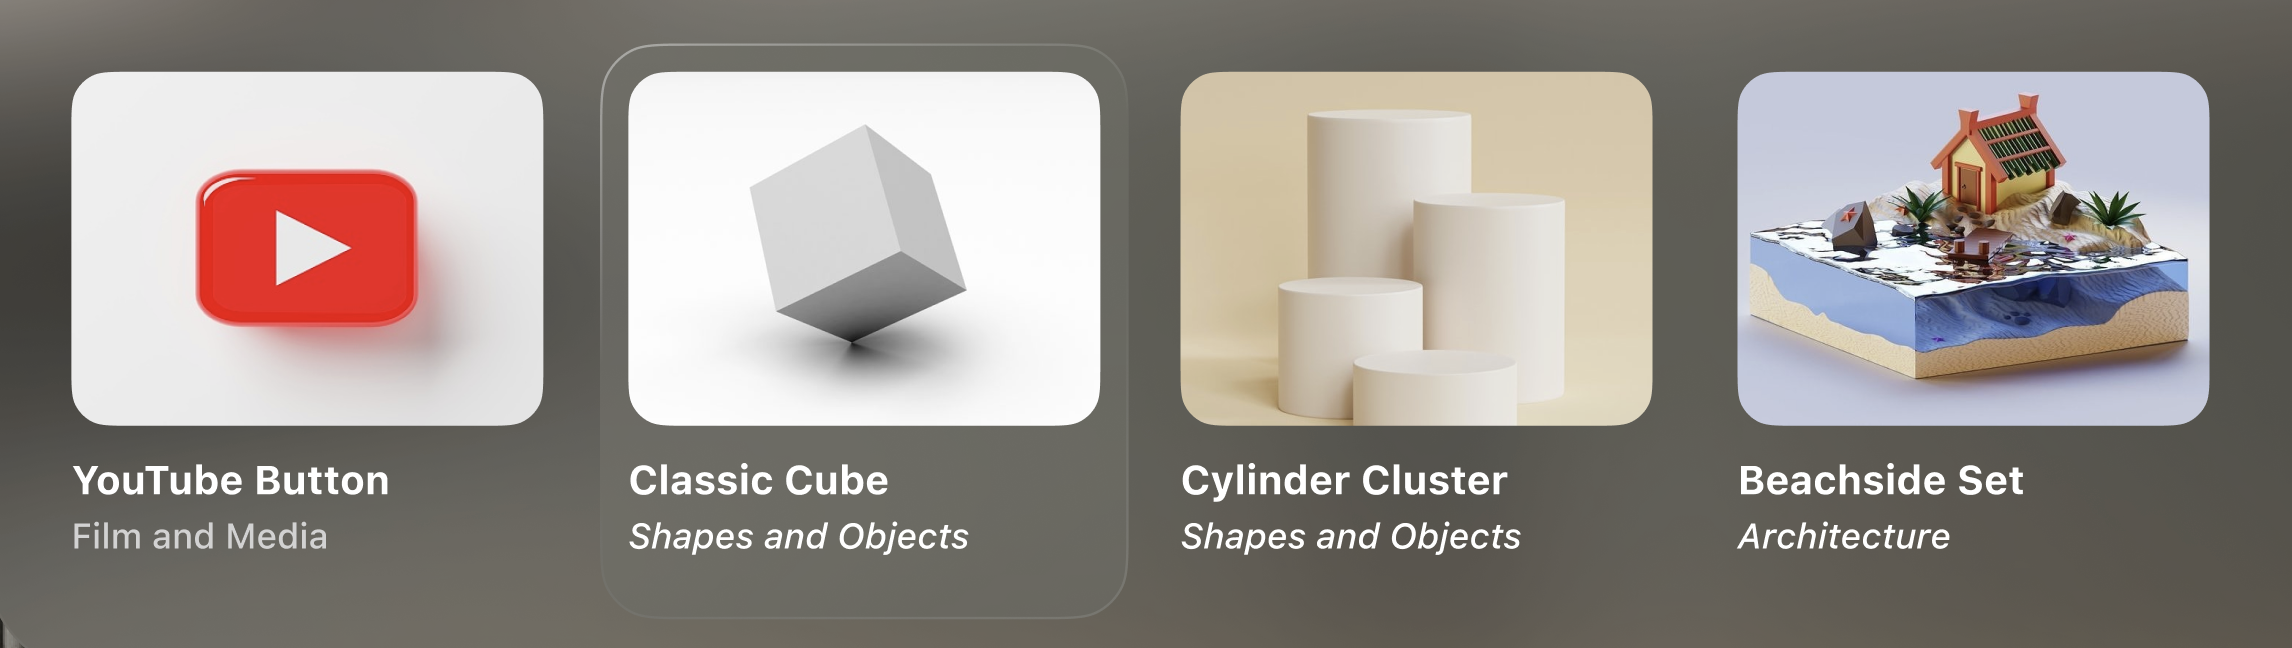 YouTube Button
Film and Media
Classic Cube
Shapes and Objects
Cylinder Cluster
Shapes and Objects
Beachside Set
Architecture